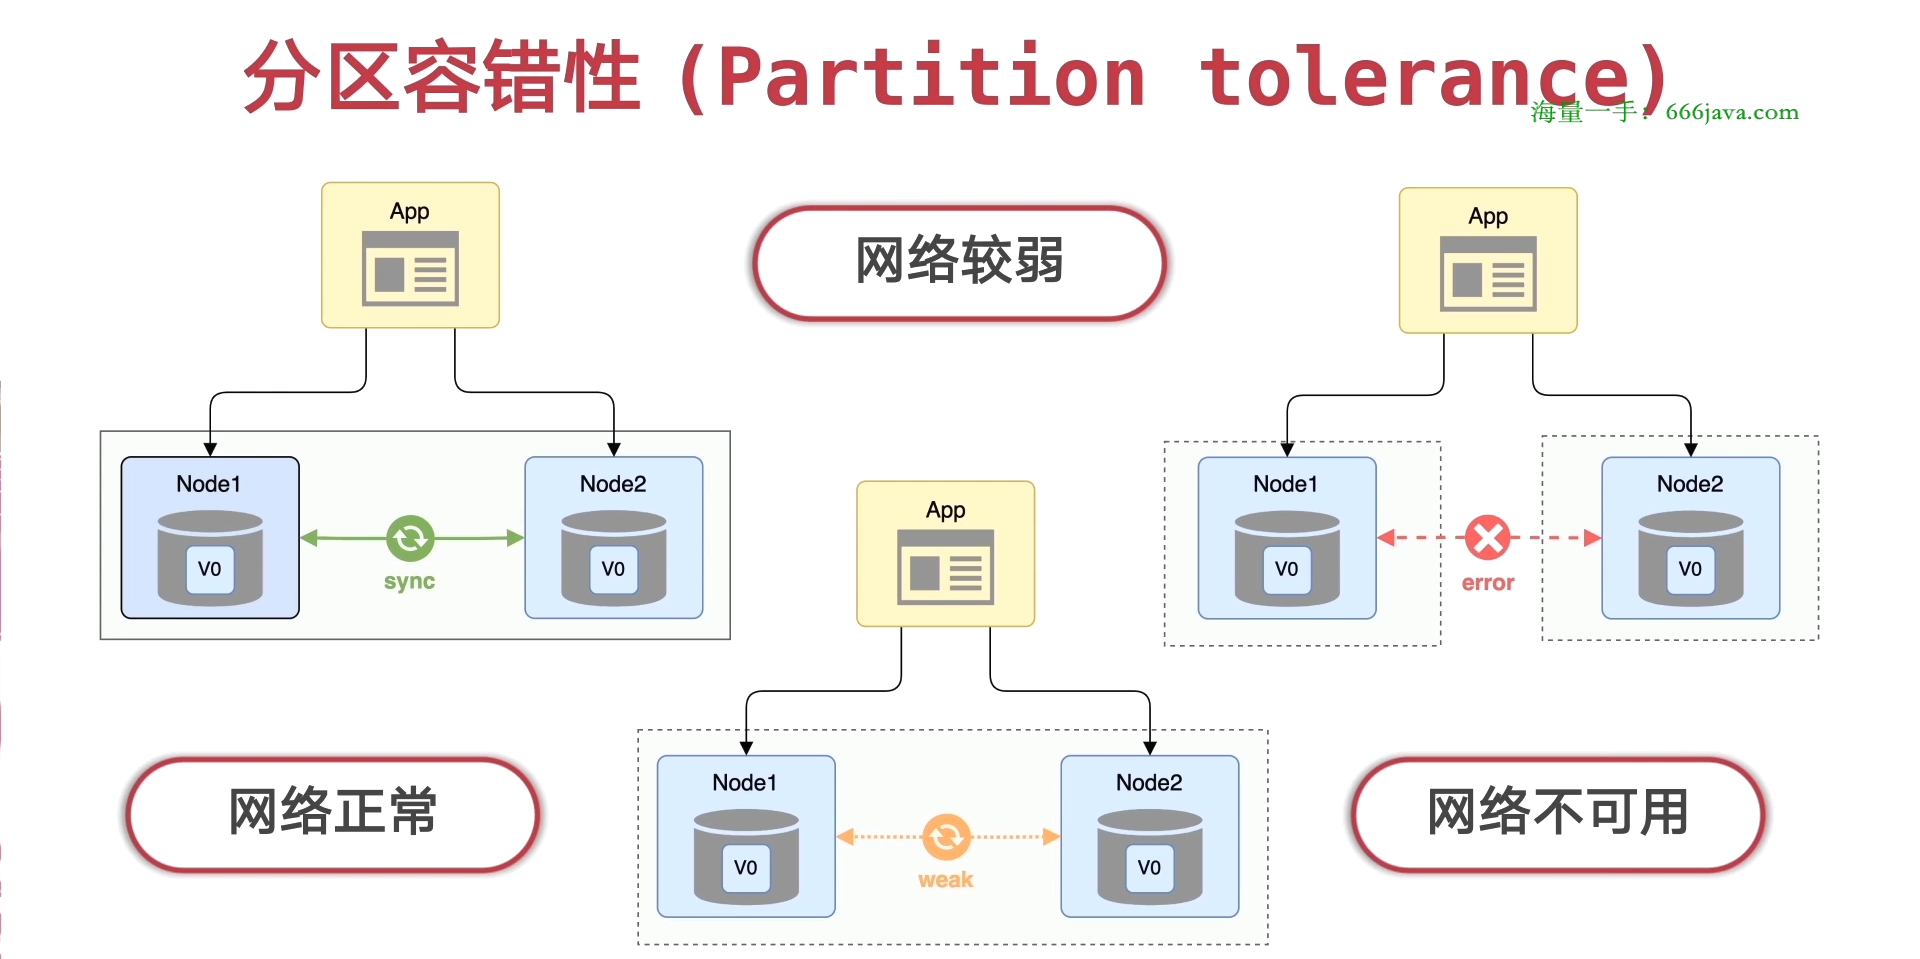 分区容错性 (Partition tolerance)
海量一手：666java.com
App
Node1
V0
sync
Node2
V0
网络正常
网络较弱
App
Node1
V0
weak
Node2
V0
App
Node1
V0
error
Node2
V0
网络不可用